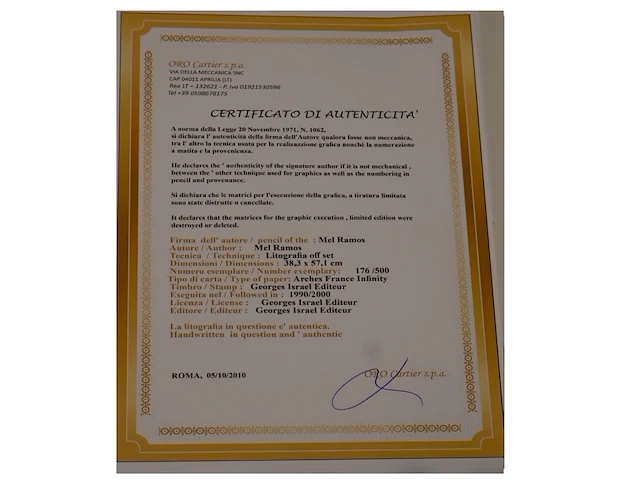 ORO Cartier s.p.a.
VIA DELLA MECCANICA SNC
CAP 04011 APRILIA (LT)
Rea LT – 132621 - P. Iva 01921530596
Tel +39 0598678175
CERTIFICATO DI AUTENTICITA'
A norma della Legge 20 Novembre 1971, N. 1062,
si dichiara l' autenticità della firma dell'Autore qualora fosse non meccanica,
tra l' altro la tecnica usata per la realizazzione grafica nonchè la numerazione
a matita e la provenienza.
He declares the ' authenticity of the signature author if it is not mechanical ,
between the ' other technique used for graphics as well as the numbering in
pencil and provenance.
Si dichiara che le matrici per l'esecuzione della grafica, a tiratura limitata
sono state distrutte o cancellate.
It declares that the matrices for the graphic execution , limited edition were
destroyed or deleted.
Firma dell' autore / pencil of the : Mel Ramos
Autore / Author : Mel Ramos
Tecnica / Technique : Litografia off set
Dimensioni / Dimensions : 38,3 x 57,1 cm
Numero esemplare / Number exemplary: 176 /500
Tipo di carta / Type of paper: Arches France Infinity
Timbro / Stamp : Georges Israel Editeur
Eseguita nel / Followed in : 1990/2000
Licenza / License : Georges Israel Editeur
Editore / Editeur : Georges Israel Editeur
La litografia in questione e' autentica.
Handwritten in question and ' authentic
ROMA, 05/10/2010
ORO Cartier s.p.a.